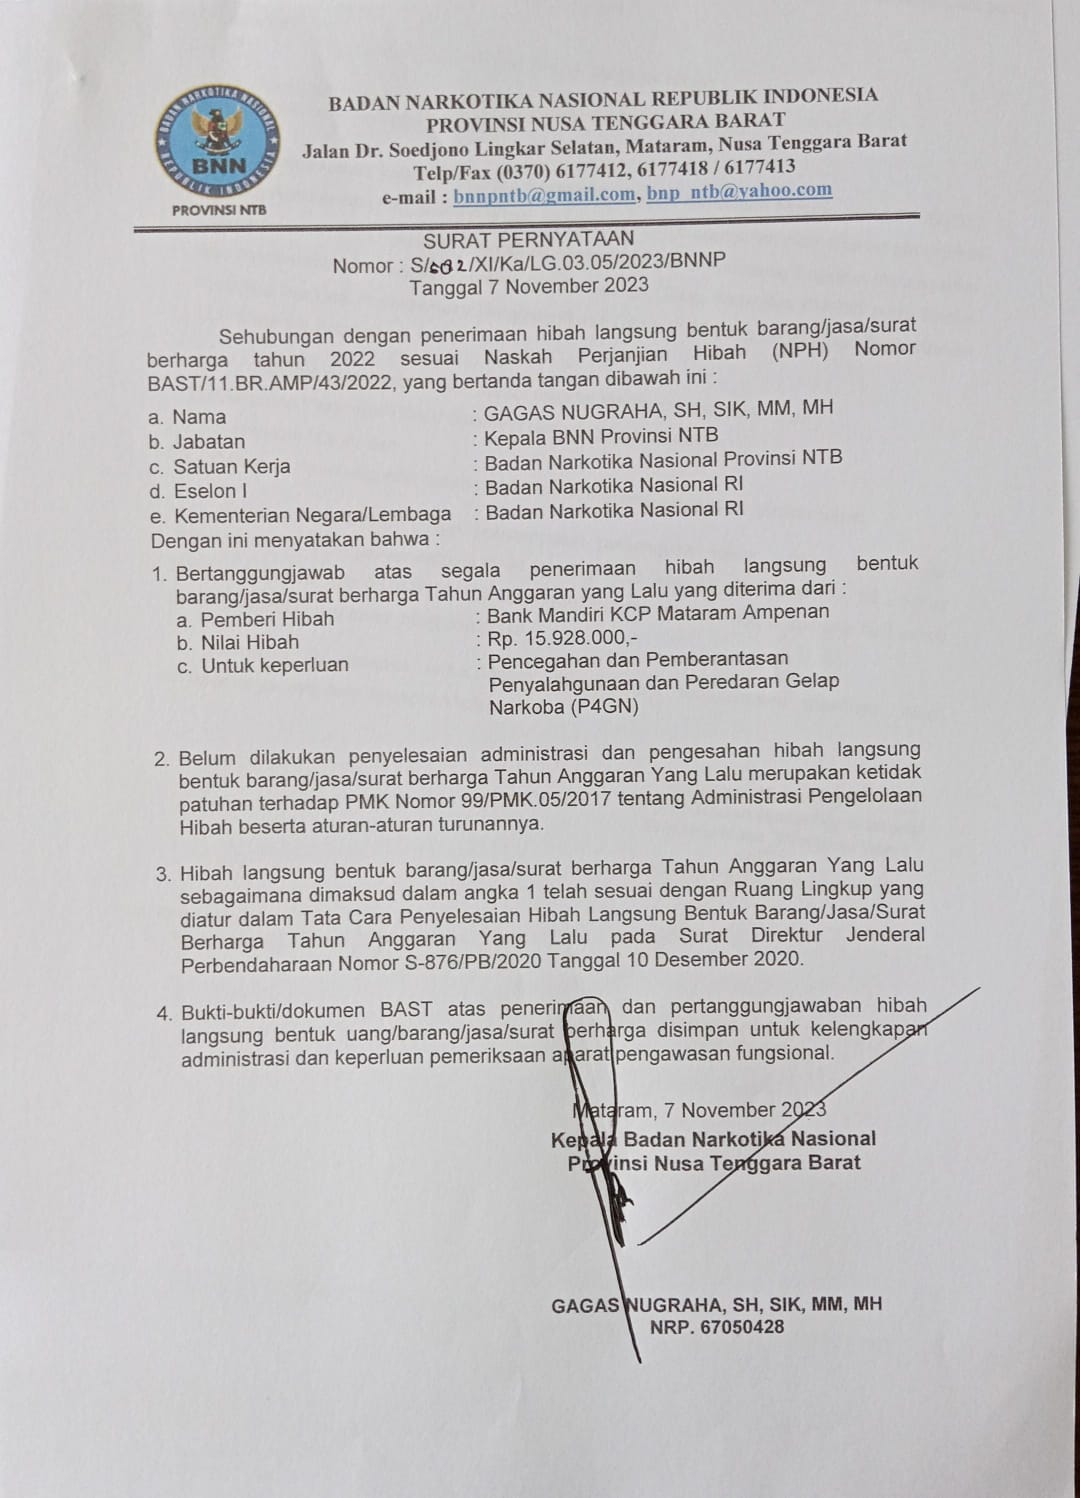 BADAN NARKOTIKA NASIONAL
REPUBLIK INDONESIA
BNN
PROVINSI NTB
BADAN NARKOTIKA NASIONAL REPUBLIK INDONESIA
PROVINSI NUSA TENGGARA BARAT
Jalan Dr. Soedjono Lingkar Selatan, Mataram, Nusa Tenggara Barat
Telp/Fax (0370) 6177412, 6177418 / 6177413
e-mail : bnnpntb@gmail.com, bnp_ntb@yahoo.com
SURAT PERNYATAAN
Nomor : S/ /XI/Ka/LG.03.05/2023/BNNP
Tanggal 7 November 2023
Sehubungan dengan penerimaan hibah langsung bentuk barang/jasa/surat
berharga tahun 2022 sesuai Naskah Perjanjian Hibah (NPH) Nomor
BAST/11.BR.AMP/43/2022, yang bertanda tangan dibawah ini :
a. Nama : GAGAS NUGRAHA, SH, SIK, MM, MH
b. Jabatan : Kepala BNN Provinsi NTB
c. Satuan Kerja : Badan Narkotika Nasional Provinsi NTB
d. Eselon I : Badan Narkotika Nasional RI
e. Kementerian Negara/Lembaga : Badan Narkotika Nasional RI
Dengan ini menyatakan bahwa :
1. Bertanggungjawab atas segala penerimaan hibah langsung bentuk
barang/jasa/surat berharga Tahun Anggaran yang Lalu yang diterima dari :
a. Pemberi Hibah : Bank Mandiri KCP Mataram Ampenan
b. Nilai Hibah : Rp. 15.928.000,-
c. Untuk keperluan : Pencegahan dan Pemberantasan
Penyalahgunaan dan Peredaran Gelap
Narkoba (P4GN)
2. Belum dilakukan penyelesaian administrasi dan pengesahan hibah langsung
bentuk barang/jasa/surat berharga Tahun Anggaran Yang Lalu merupakan ketidak
patuhan terhadap PMK Nomor 99/PMK.05/2017 tentang Administrasi Pengelolaan
Hibah beserta aturan-aturan turunannya.
3. Hibah langsung bentuk barang/jasa/surat berharga Tahun Anggaran Yang Lalu
sebagaimana dimaksud dalam angka 1 telah sesuai dengan Ruang Lingkup yang
diatur dalam Tata Cara Penyelesaian Hibah Langsung Bentuk Barang/Jasa/Surat
Berharga Tahun Anggaran Yang Lalu pada Surat Direktur Jenderal
Perbendaharaan Nomor S-876/PB/2020 Tanggal 10 Desember 2020.
4. Bukti-bukti/dokumen BAST atas penerimaan dan pertanggungjawaban hibah
langsung bentuk uang/barang/jasa/surat berharga disimpan untuk kelengkapan
administrasi dan keperluan pemeriksaan aparat pengawasan fungsional.
Mataram, 7 November 2023
Kepala Badan Narkotika Nasional
Provinsi Nusa Tenggara Barat
GAGAS NUGRAHA, SH, SIK, MM, MH
NRP. 67050428